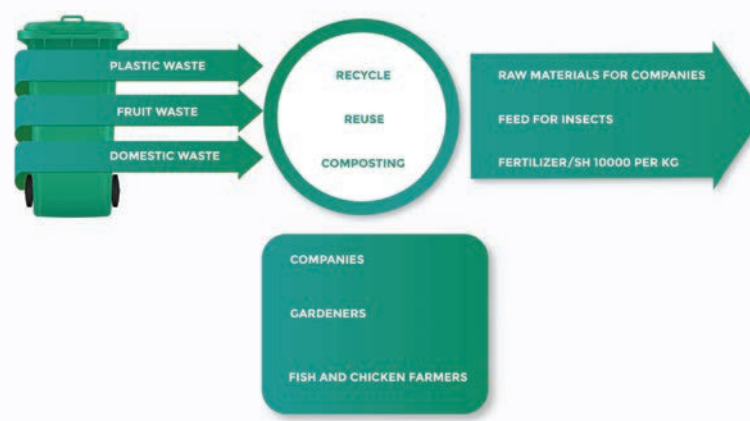 PLASTIC WASTE
FRUIT WASTE
DOMESTIC WASTE
RECYCLE
REUSE
COMPOSTING
RAW MATERIALS FOR COMPANIES
FEED FOR INSECTS
FERTILIZER/SH 10000 PER KG
COMPANIES
GARDENERS
FISH AND CHICKEN FARMERS